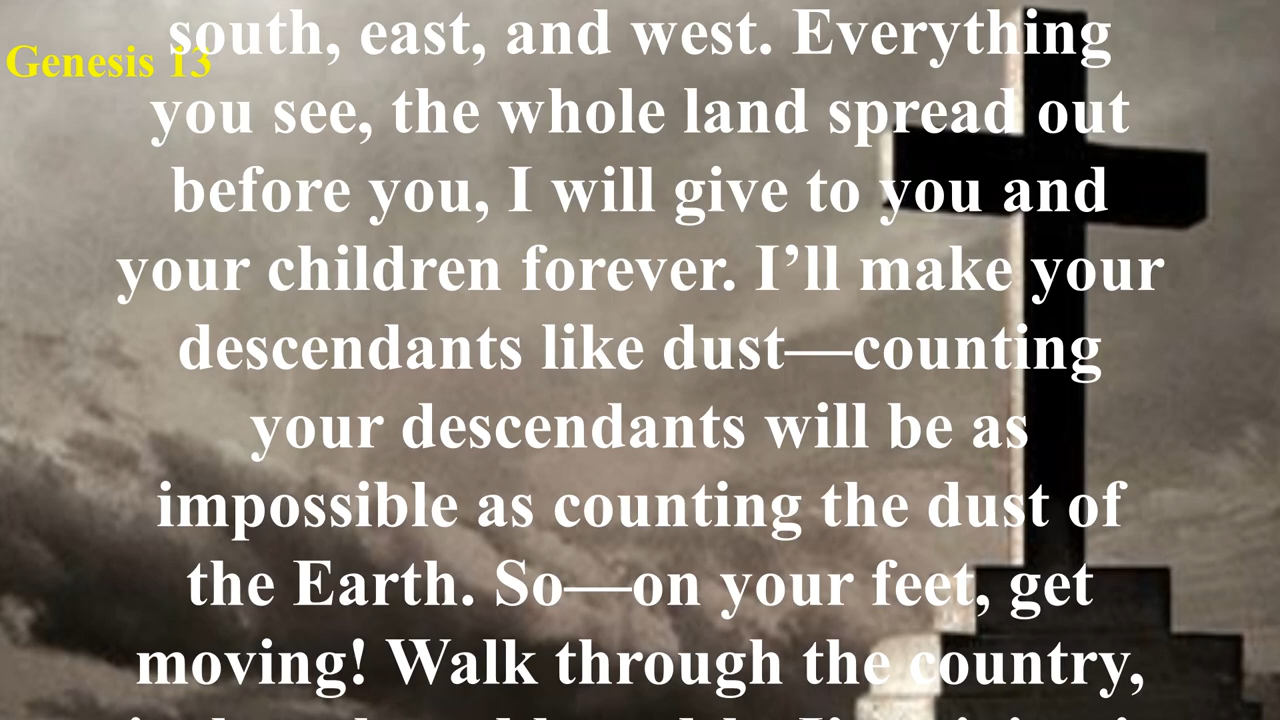 Genesis 13
south, east, and west. Everything
you see, the whole land spread out
before you, I will give to you and
your children forever. I’ll make your
descendants like dust—counting
your descendants will be as
impossible as counting the dust of
the Earth. So—on your feet, get
moving! Walk through the country,